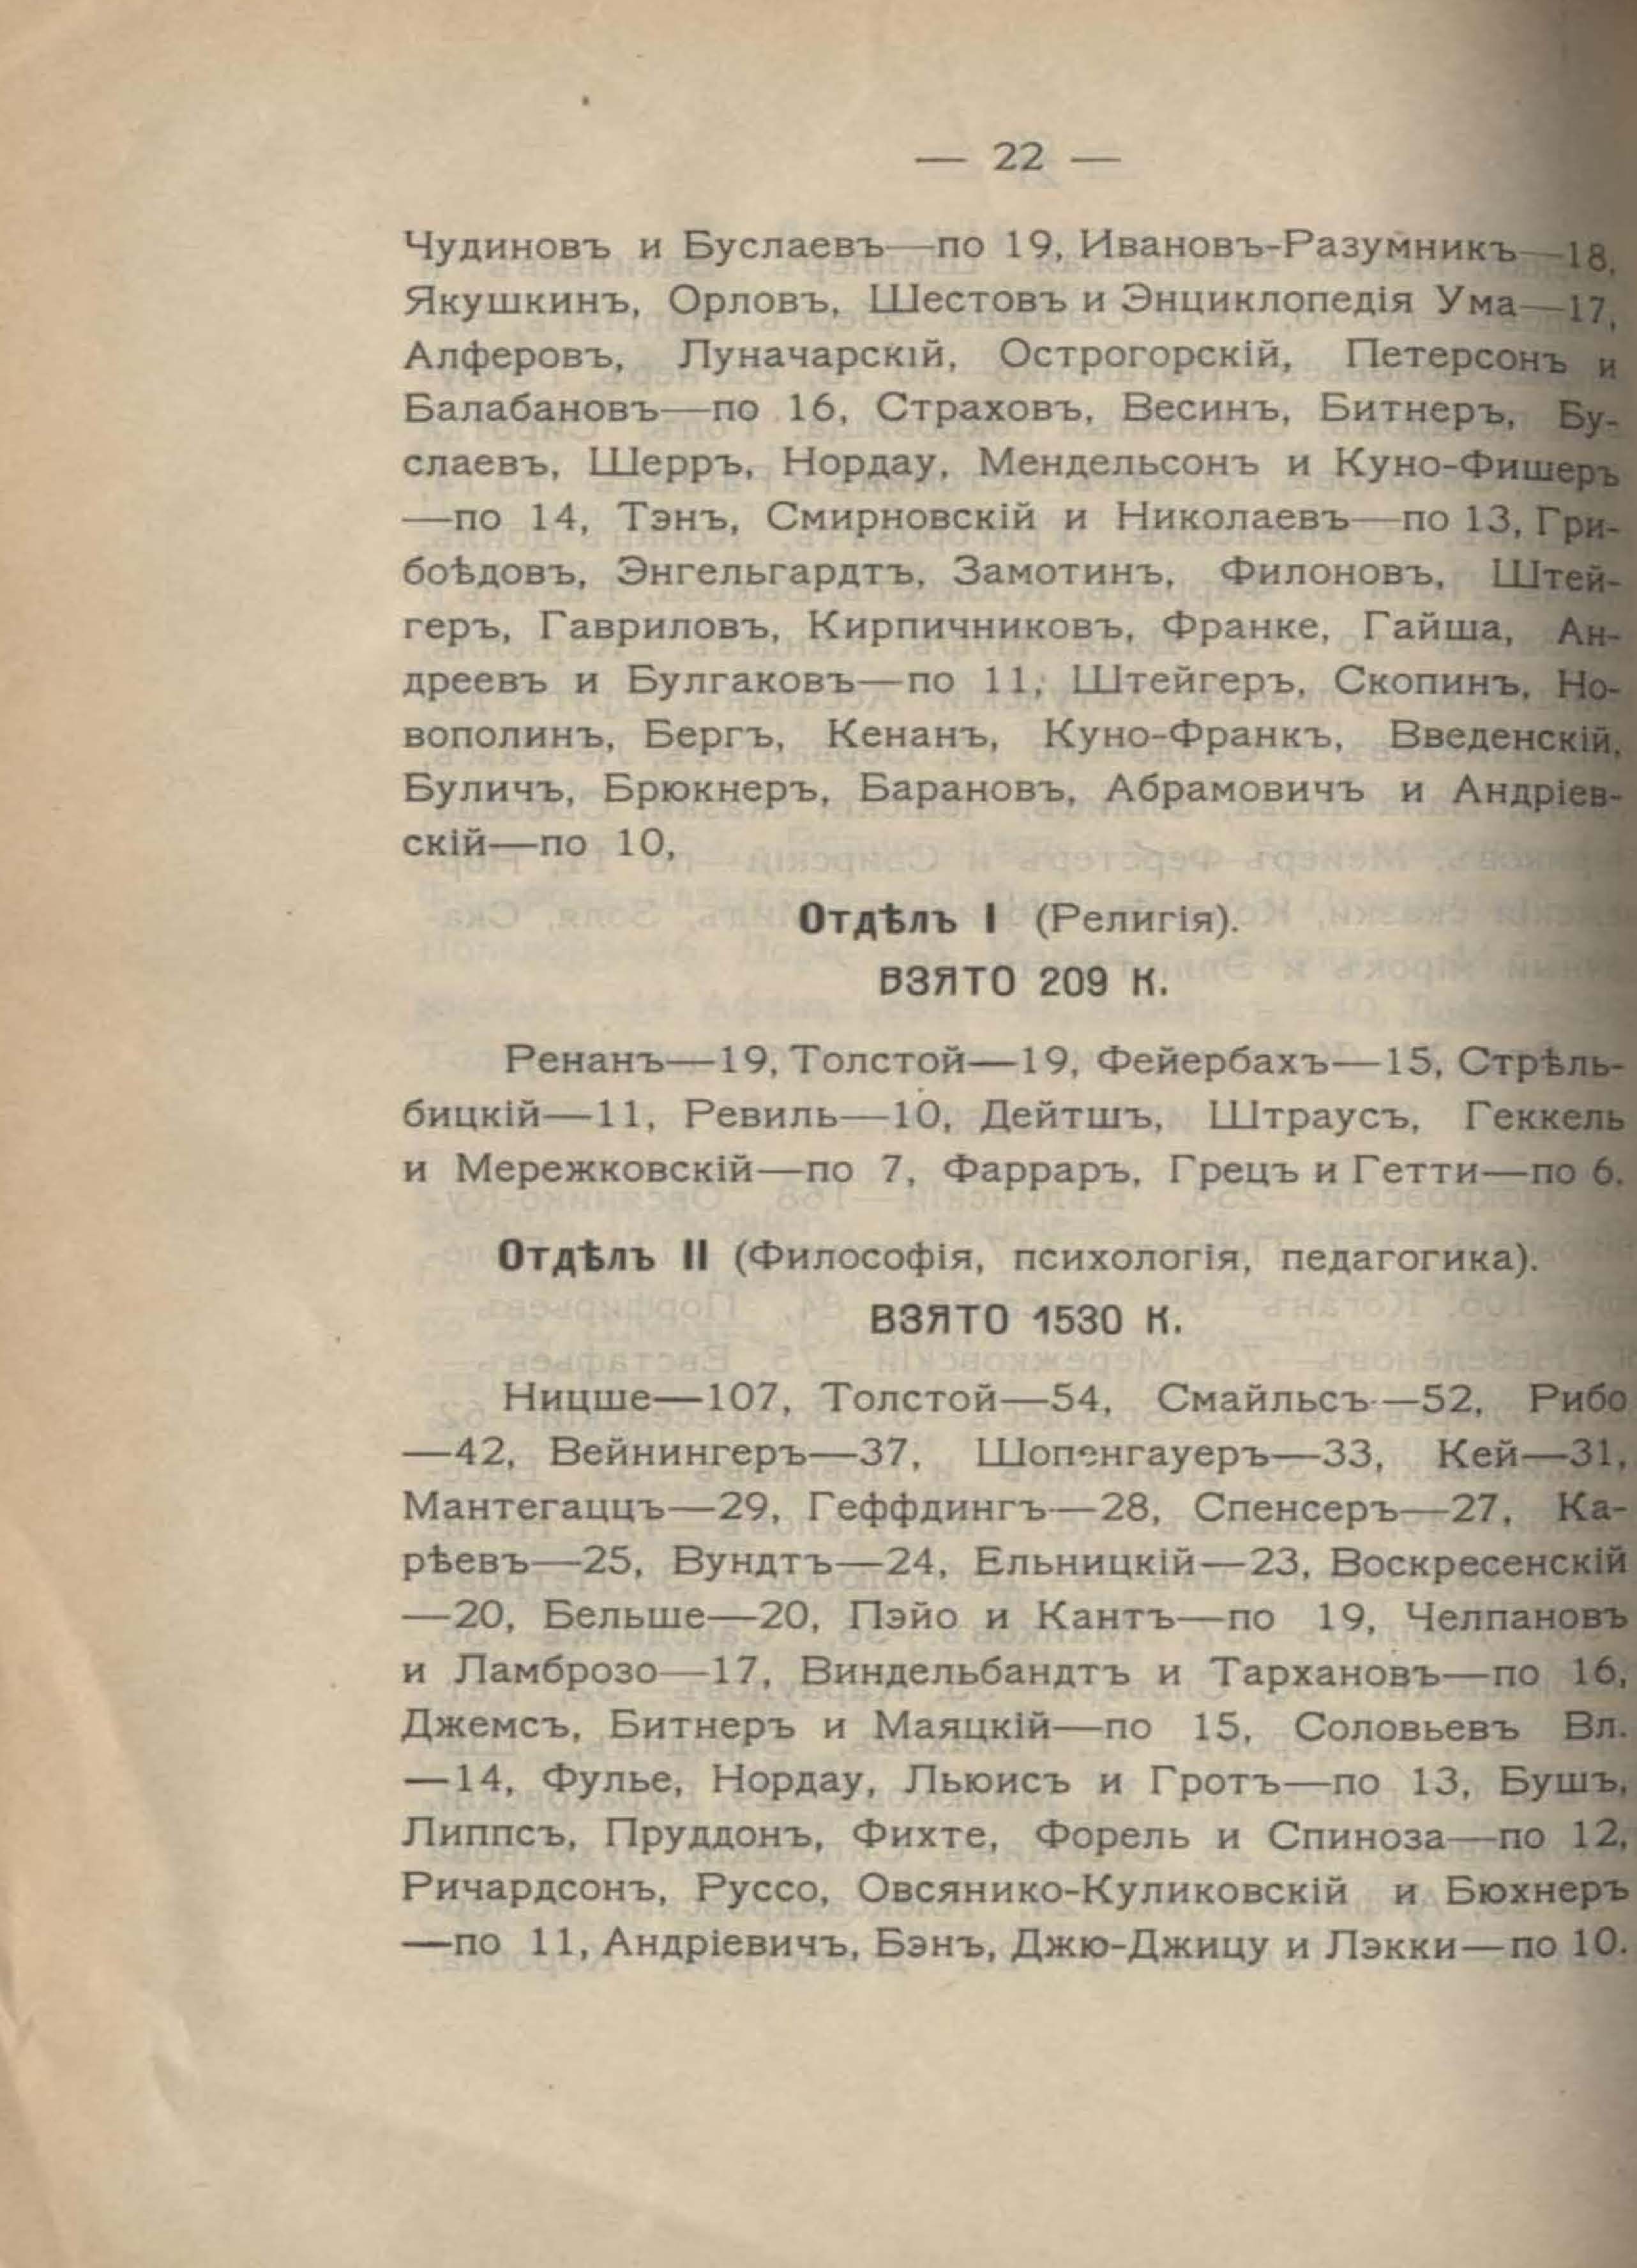 — 22 —
Чудиновъ и Буслаевъ—по 19, Ивановъ-Разумникъ—18,
Якушкинъ, Орловъ, Шестовъ и Энциклопедія Ума—17,
Алферовъ, Луначарскій, Острогорскій, Петерсонъ и
Балабановъ—по 16, Страховъ, Весинъ, Битнеръ, Бу-
слаевъ, Шерръ, Нордау, Мендельсонъ и Куно-Фишеръ
—по 14, Тэнъ, Смирновскій и Николаевъ—по 13, Гри-
боѣдовъ, Энгельгардтъ, Замотинъ, Филоновъ, Штей-
геръ, Гавриловъ, Кирпичниковъ, Франке, Гайша, Ан-
дреевъ и Булгаковъ—по 11, Штейгеръ, Скопинъ, Но-
вополинъ, Бергъ, Кенанъ, Куно-Франкъ, Введенскій,
Буличъ, Брюкнеръ, Барановъ, Абрамовичъ и Андріев-
скій—по 10,
Отдѣлъ I (Религія).
ВЗЯТО 209 К.
Ренанъ—19, Толстой—19, Фейербахъ—15, Стрѣль-
бицкій—11, Ревиль—10, Дейтшъ, Штраусъ, Геккель
и Мережковскій—по 7, Фарраръ, Грецъ и Гетти—по 6.
Отдѣлъ II (Философія, психологія, педагогика).
ВЗЯТО 1530 К.
Ницше—107, Толстой—54, Смайльсъ—52, Рибо
—42, Вейнингеръ—37, Шопенгауеръ—33, Кей—31,
Мантегаццъ—29, Геффдингъ—28, Спенсеръ—27, Ка-
рѣевъ—25, Вундтъ—24, Ельницкій—23, Воскресенскій
—20, Бельше—20, Пэйо и Кантъ—по 19, Челпановъ
и Ламброзо—17, Виндельбандтъ и Тархановъ—по 16,
Джемсъ, Битнеръ и Маяцкій—по 15, Соловьевъ Вл.
—14, Фулье, Нордау, Льюисъ и Гротъ—по 13, Бушъ,
Липпсъ, Пруддонъ, Фихте, Форель и Спиноза—по 12,
Ричардсонъ, Руссо, Овсянико-Куликовскій и Бюхнеръ
—по 11, Андріевичъ, Бэнъ, Джю-Джицу и Лэкки—по 10.